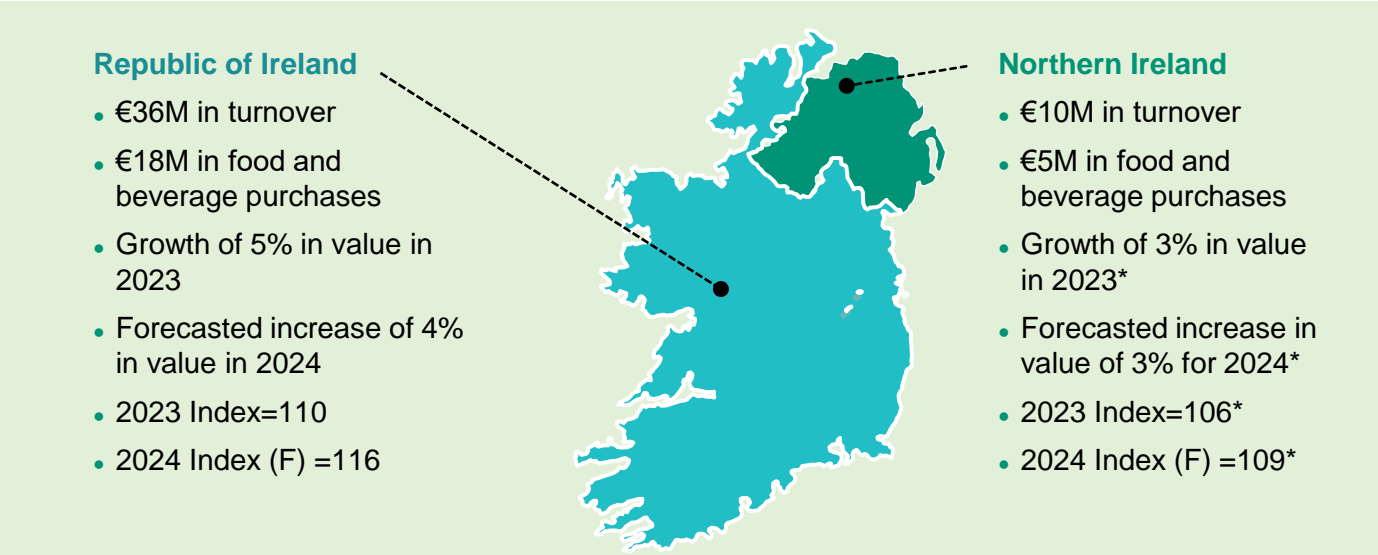 Republic of Ireland
• €36M in turnover
• €18M in food and
beverage purchases
• Growth of 5% in value in
2023
• Forecasted increase of 4%
in value in 2024
• 2023 Index=110
• 2024 Index (F) =116
Northern Ireland
• €10M in turnover
• €5M in food and
beverage purchases
• Growth of 3% in value
in 2023*
• Forecasted increase in
value of 3% for 2024*
• 2023 Index=106*
• 2024 Index (F) =109*